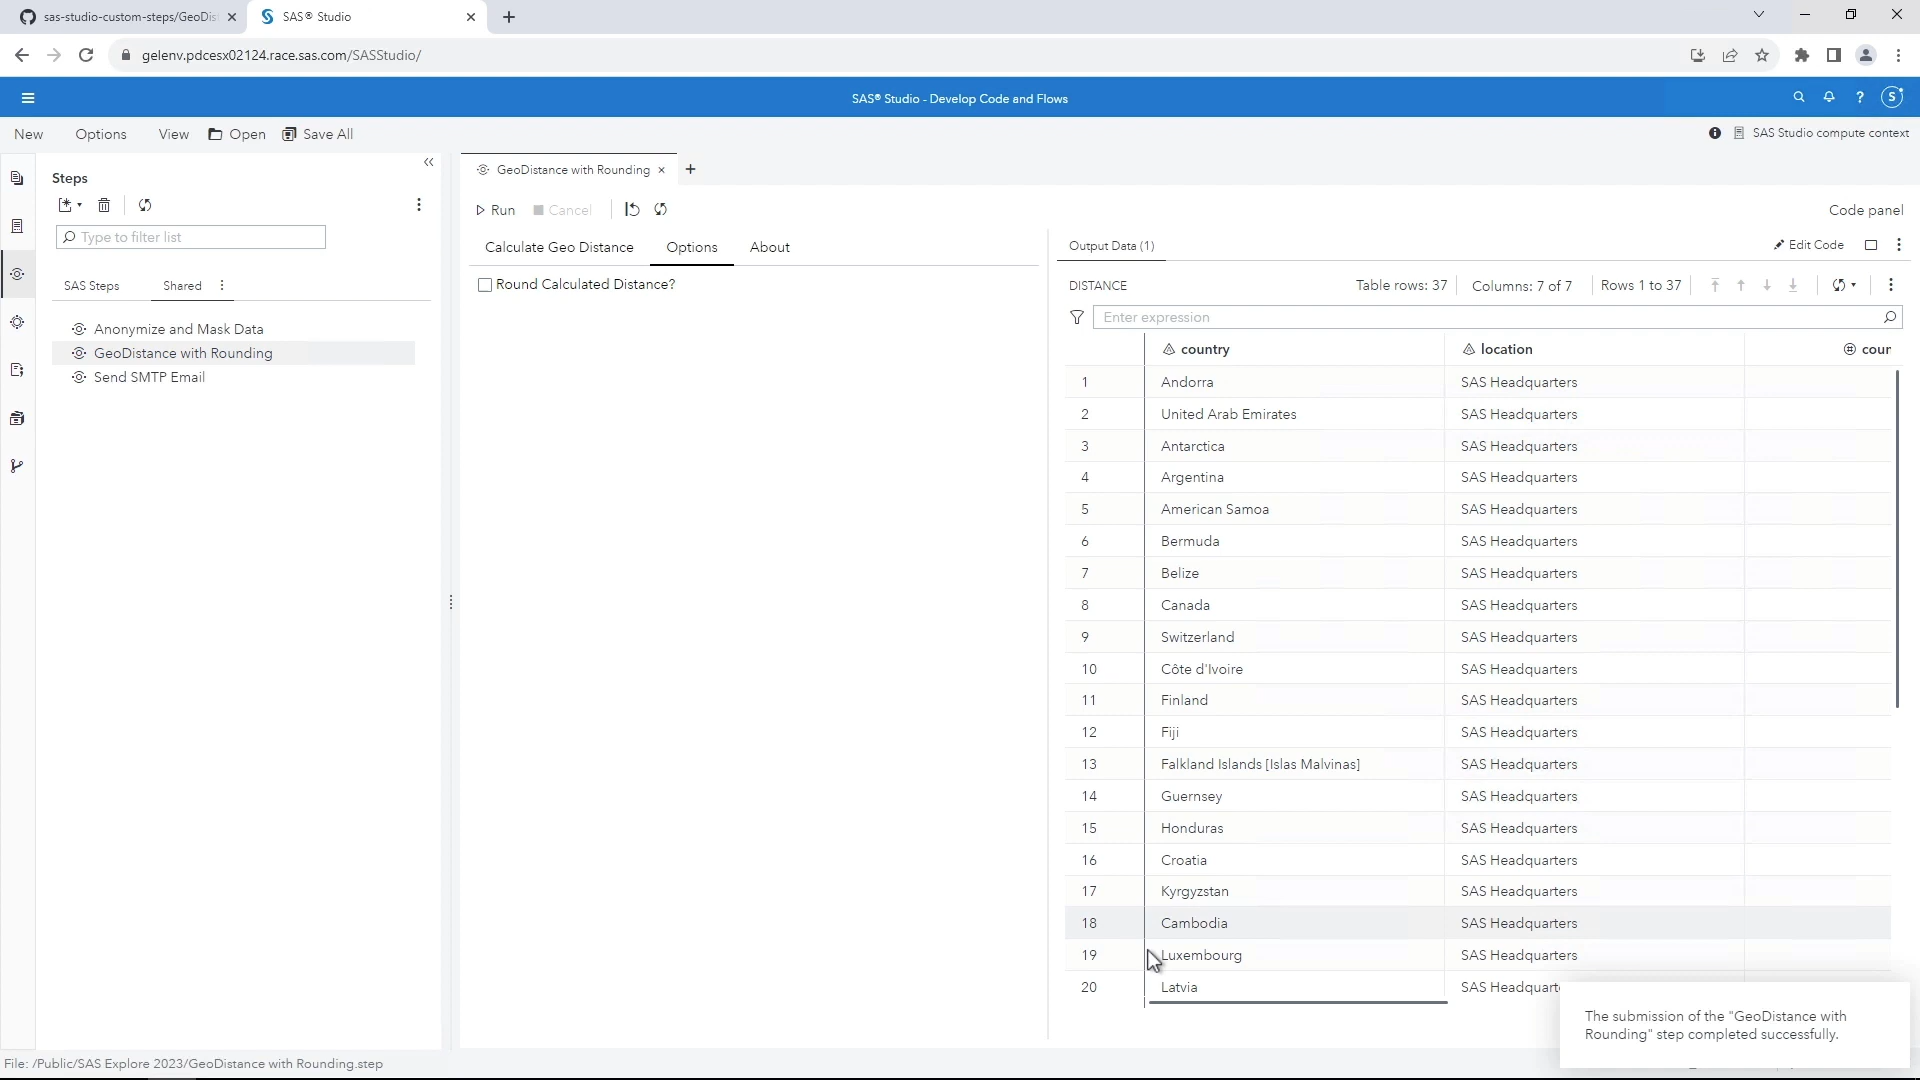 sas-studio-custom-steps/GeoDis
SAS® Studio
gelenv.pdcesx02124.race.sas.com/SASStudio/
SAS® Studio - Develop Code and Flows
S
New Options View Open Save All
SAS Studio compute context
Steps
Type to filter list
SAS Steps Shared
Anonymize and Mask Data
GeoDistance with Rounding
Send SMTP Email
GeoDistance with Rounding
Run Cancel
Code panel
Calculate Geo Distance Options About
Round Calculated Distance?
Output Data (1)
Edit Code
DISTANCE Table rows: 37 Columns: 7 of 7 Rows 1 to 37
Enter expression
country location coun
1 Andorra SAS Headquarters
2 United Arab Emirates SAS Headquarters
3 Antarctica SAS Headquarters
4 Argentina SAS Headquarters
5 American Samoa SAS Headquarters
6 Bermuda SAS Headquarters
7 Belize SAS Headquarters
8 Canada SAS Headquarters
9 Switzerland SAS Headquarters
10 Côte d'Ivoire SAS Headquarters
11 Finland SAS Headquarters
12 Fiji SAS Headquarters
13 Falkland Islands [Islas Malvinas] SAS Headquarters
14 Guernsey SAS Headquarters
15 Honduras SAS Headquarters
16 Croatia SAS Headquarters
17 Kyrgyzstan SAS Headquarters
18 Cambodia SAS Headquarters
19 Luxembourg SAS Headquarters
20 Latvia SAS Headquarte
The submission of the "GeoDistance with
Rounding" step completed successfully.
File: /Public/SAS Explore 2023/GeoDistance with Rounding.step